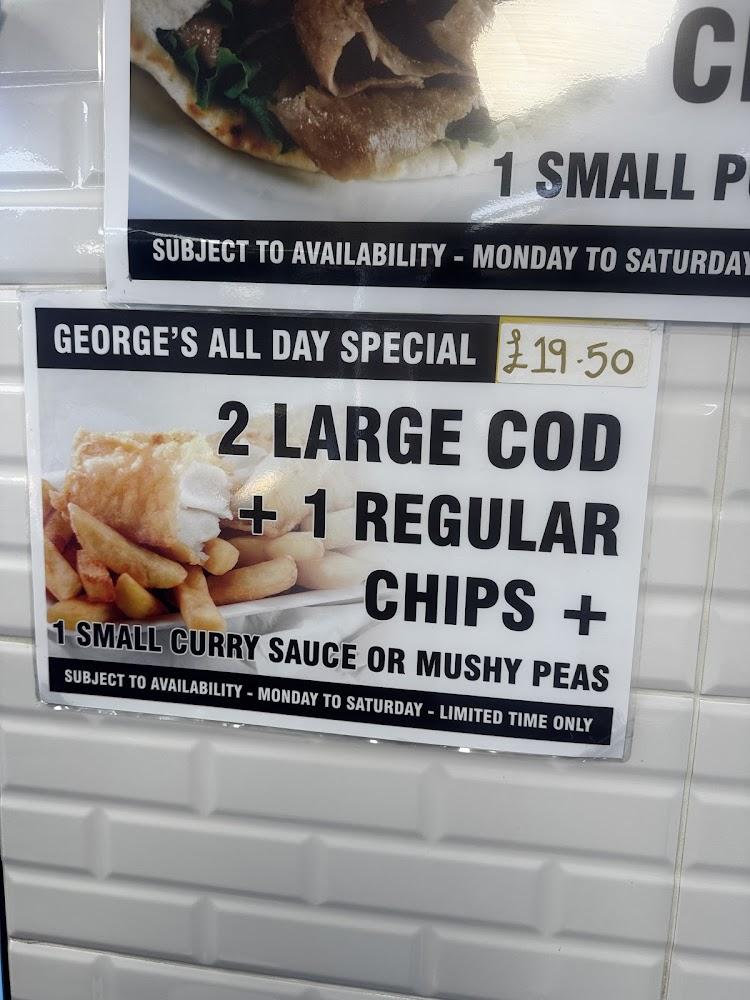 1 SMALL
SUBJECT TO AVAILABILITY - MONDAY TO SATURDAY
GEORGE'S ALL DAY SPECIAL £19.50
2 LARGE COD
+ 1 REGULAR
CHIPS +
1 SMALL CURRY SAUCE OR MUSHY PEAS
SUBJECT TO AVAILABILITY - MONDAY TO SATURDAY - LIMITED TIME ONLY